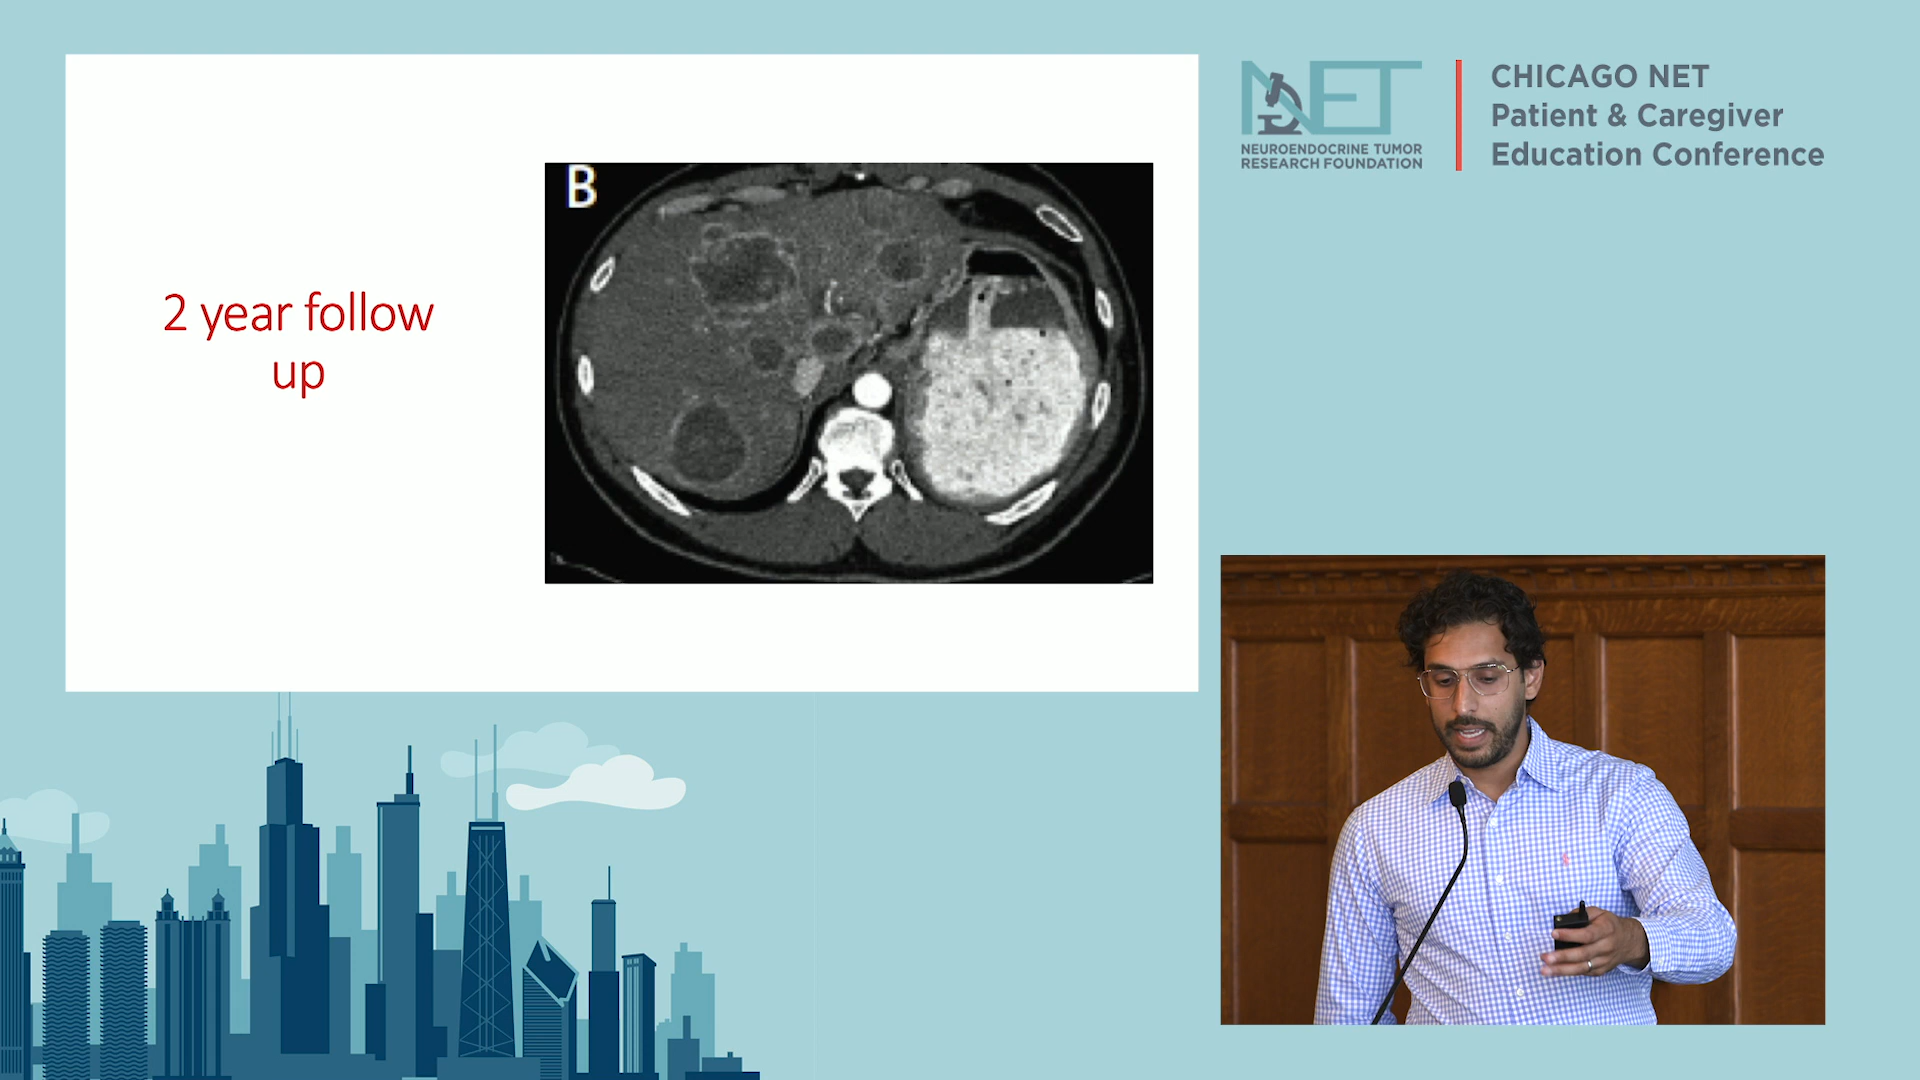 2 year follow
up
B
NET
NEUROENDOCRINE TUMOR
RESEARCH FOUNDATION
CHICAGO NET
Patient & Caregiver
Education Conference